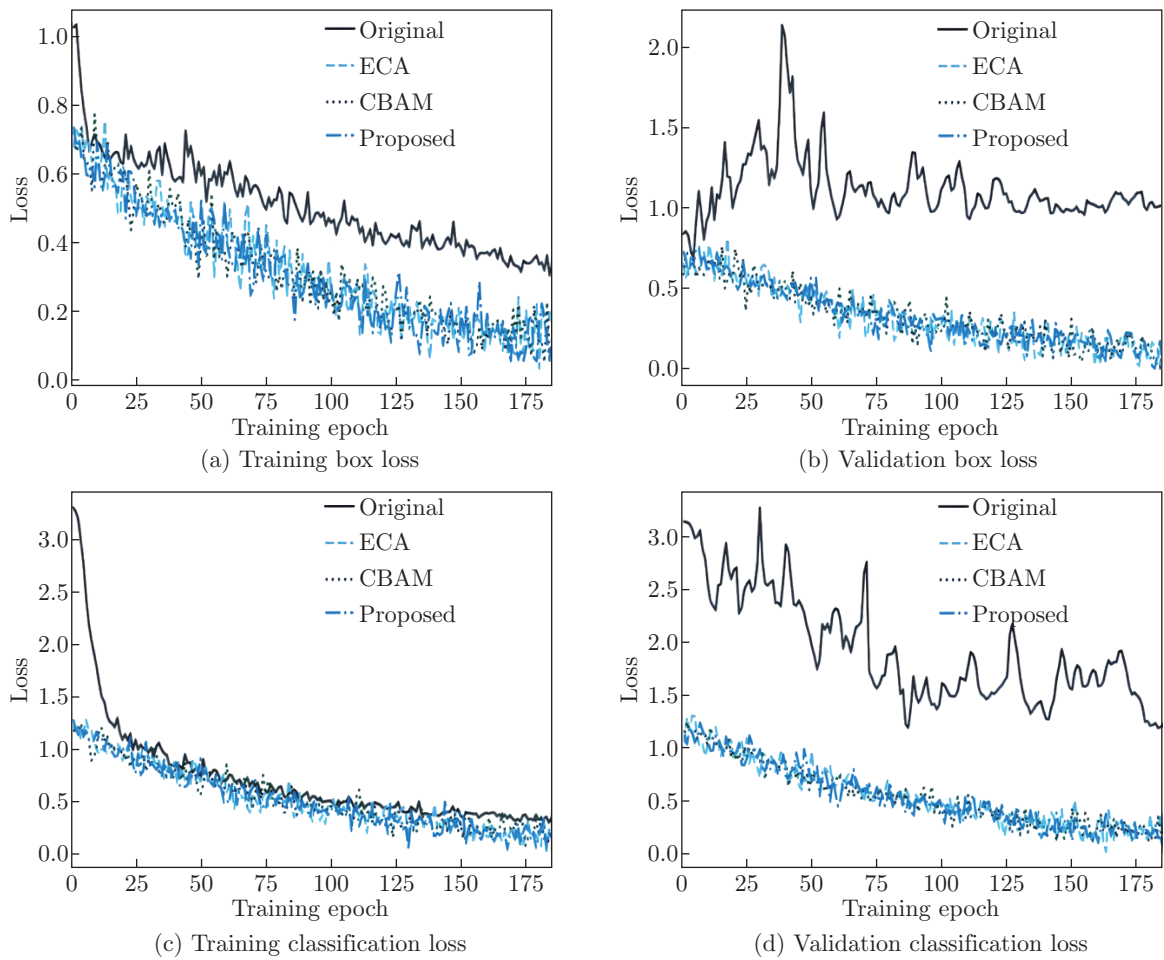 Original
ECA
CBAM
Proposed
1.0
0.8
0.6
0.4
0.2
0.0
Loss
0 25 50 75 100 125 150 175
Training epoch
(a) Training box loss
Original
ECA
CBAM
Proposed
2.0
1.5
1.0
0.5
0.0
Loss
0 25 50 75 100 125 150 175
Training epoch
(b) Validation box loss
Original
ECA
CBAM
Proposed
3.0
2.5
2.0
1.5
1.0
0.5
0.0
Loss
0 25 50 75 100 125 150 175
Training epoch
(c) Training classification loss
Original
ECA
CBAM
Proposed
3.0
2.5
2.0
1.5
1.0
0.5
0.0
Loss
0 25 50 75 100 125 150 175
Training epoch
(d) Validation classification loss